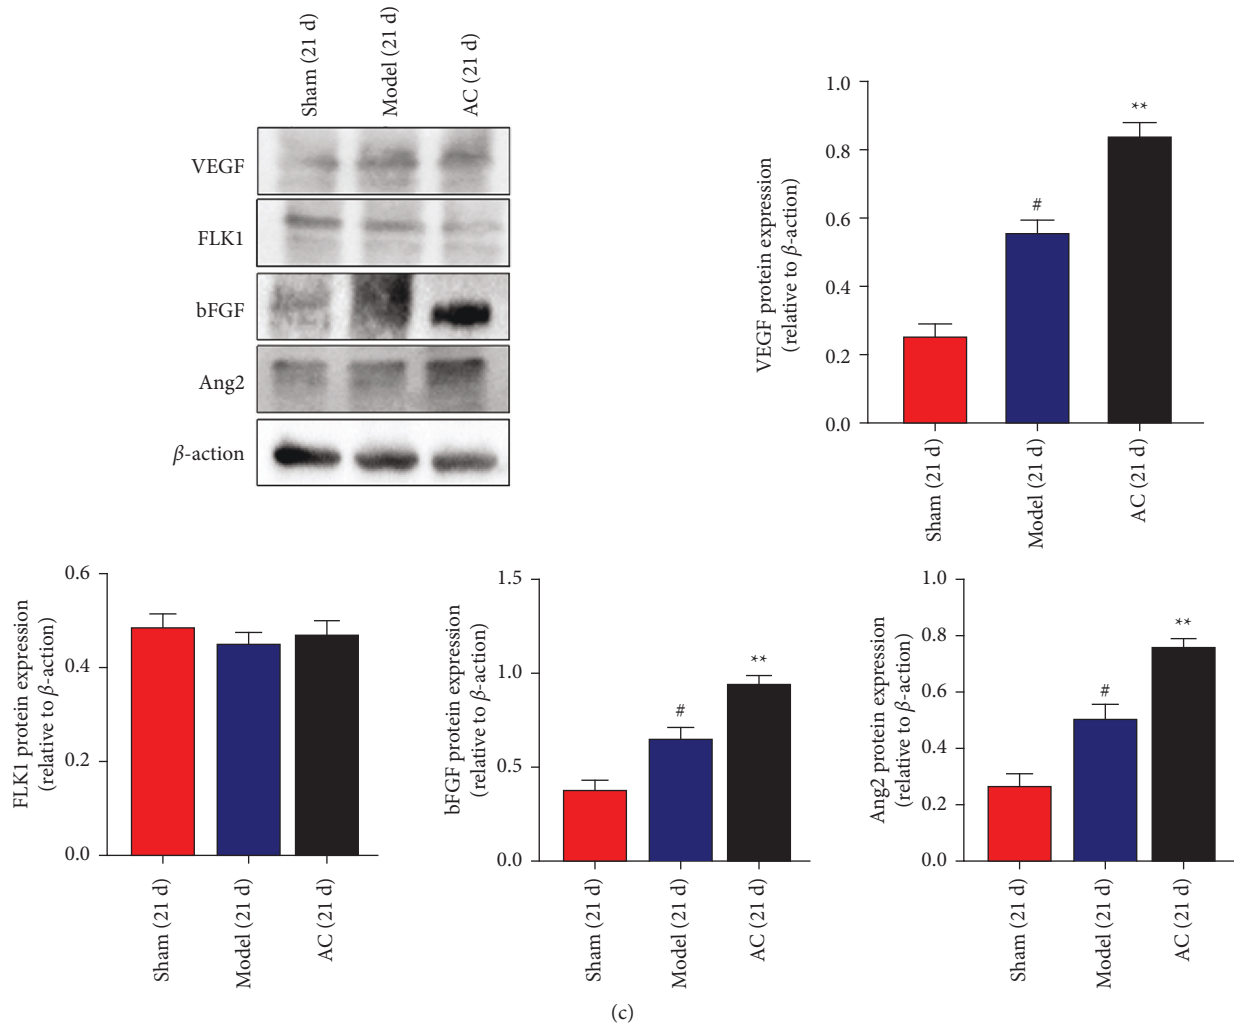 Sham (21 d)
Model (21 d)
AC (21 d)
VEGF
FLK1
bFGF
Ang2
β-action
VEGF protein expression
(relative to β-action)
1.0
0.8
0.6
0.4
0.2
0.0
#
**
Sham (21 d)
Model (21 d)
AC (21 d)
FLK1 protein expression
(relative to β-action)
0.6
0.4
0.2
0.0
Sham (21 d)
Model (21 d)
AC (21 d)
bFGF protein expression
(relative to β-action)
1.5
1.0
0.5
0.0
#
**
Sham (21 d)
Model (21 d)
AC (21 d)
Ang2 protein expression
(relative to β-action)
1.0
0.8
0.6
0.4
0.2
0.0
#
**
Sham (21 d)
Model (21 d)
AC (21 d)
(c)